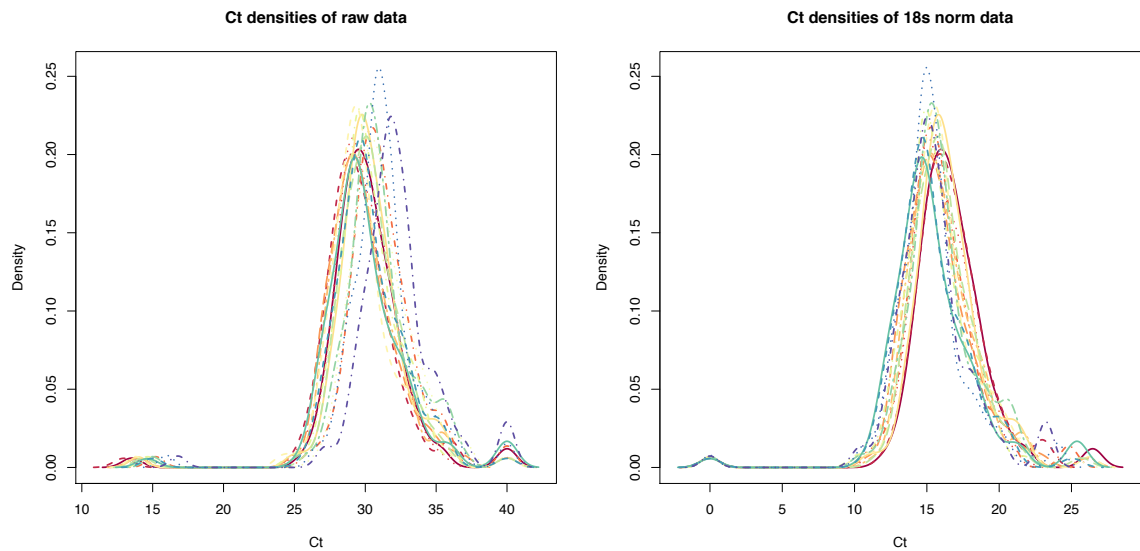 Ct densities of raw data
Density
0.00 0.05 0.10 0.15 0.20 0.25
10 15 20 25 30 35 40
Ct
Ct densities of 18s norm data
Density
0.00 0.05 0.10 0.15 0.20 0.25
0 5 10 15 20 25
Ct